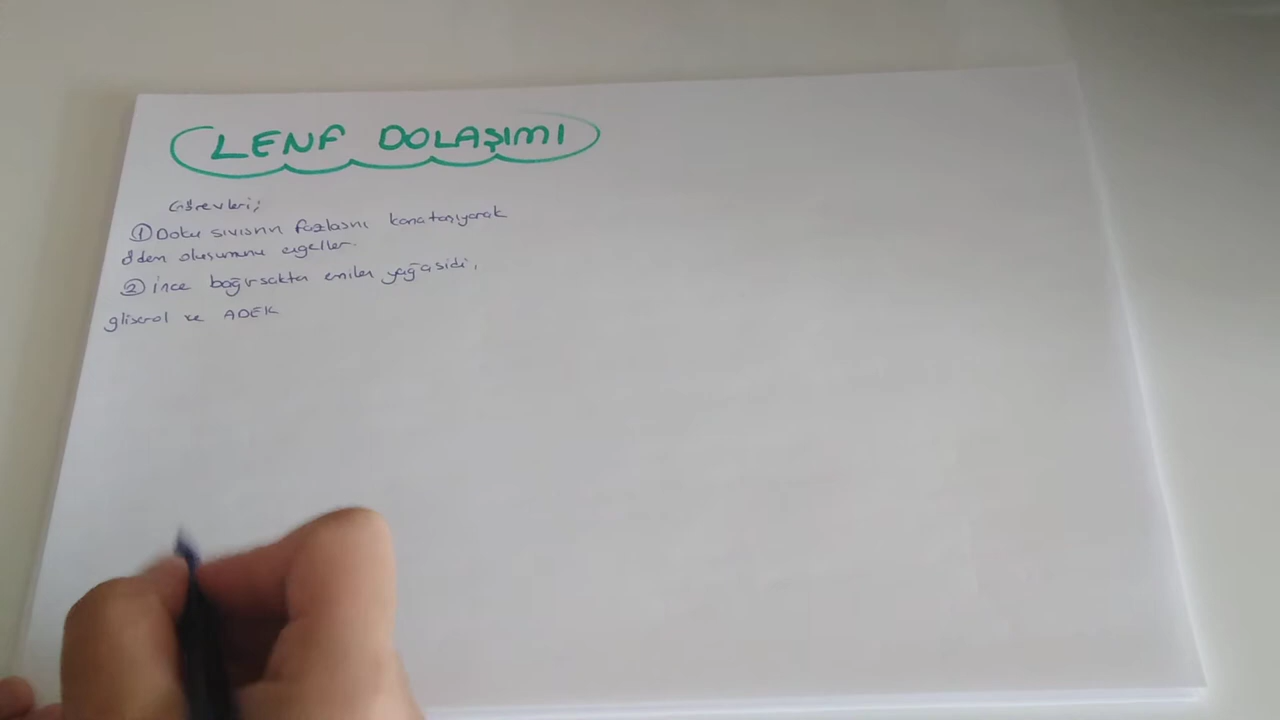 LENF DOLAŞIMI
Görevleri;
① Doku sıvısının fazlasını kana taşıyarak
ödem oluşumunu engeller.
② İnce bağırsakta emilen yağ asidi,
gliserol ve ADEK